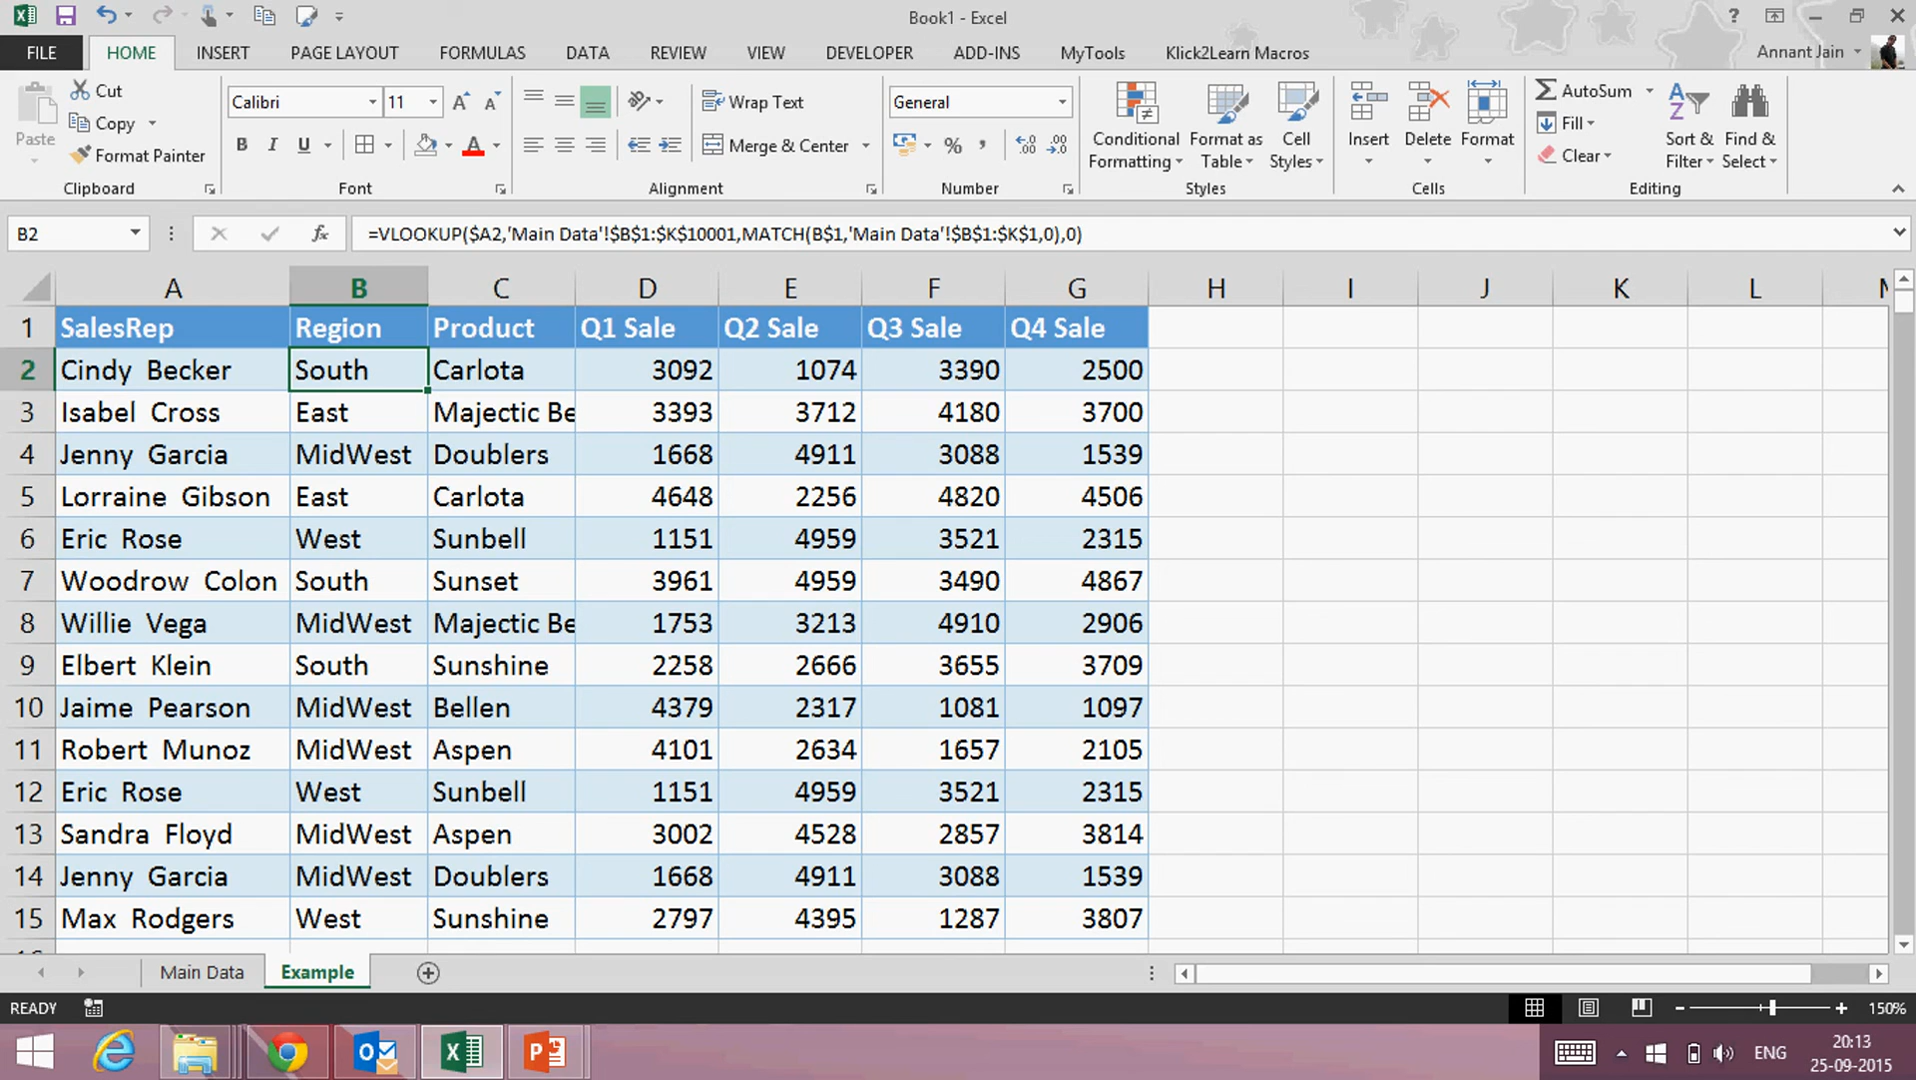 Book1 - Excel
?
FILE HOME INSERT PAGE LAYOUT FORMULAS DATA REVIEW VIEW DEVELOPER ADD-INS MyTools Klick2Learn Macros Annant Jain
Paste
Cut
Copy
Format Painter
Clipboard
Calibri 11
B I U A
Font
Wrap Text
Merge & Center
Alignment
General
% ,
Number
Conditional Formatting
Format as Table
Cell Styles
Styles
Insert Delete Format
Cells
AutoSum
Fill
Clear
Sort & Filter
Find & Select
Editing
B2 fx =VLOOKUP($A2,'Main Data'!$B$1:$K$10001,MATCH(B$1,'Main Data'!$B$1:$K$1,0),0)
A B C D E F G H I J K L
1 SalesRep Region Product Q1 Sale Q2 Sale Q3 Sale Q4 Sale
2 Cindy Becker South Carlota 3092 1074 3390 2500
3 Isabel Cross East Majectic Be 3393 3712 4180 3700
4 Jenny Garcia MidWest Doublers 1668 4911 3088 1539
5 Lorraine Gibson East Carlota 4648 2256 4820 4506
6 Eric Rose West Sunbell 1151 4959 3521 2315
7 Woodrow Colon South Sunset 3961 4959 3490 4867
8 Willie Vega MidWest Majectic Be 1753 3213 4910 2906
9 Elbert Klein South Sunshine 2258 2666 3655 3709
10 Jaime Pearson MidWest Bellen 4379 2317 1081 1097
11 Robert Munoz MidWest Aspen 4101 2634 1657 2105
12 Eric Rose West Sunbell 1151 4959 3521 2315
13 Sandra Floyd MidWest Aspen 3002 4528 2857 3814
14 Jenny Garcia MidWest Doublers 1668 4911 3088 1539
15 Max Rodgers West Sunshine 2797 4395 1287 3807
Main Data Example
READY 150%
ENG 20:13
25-09-2015